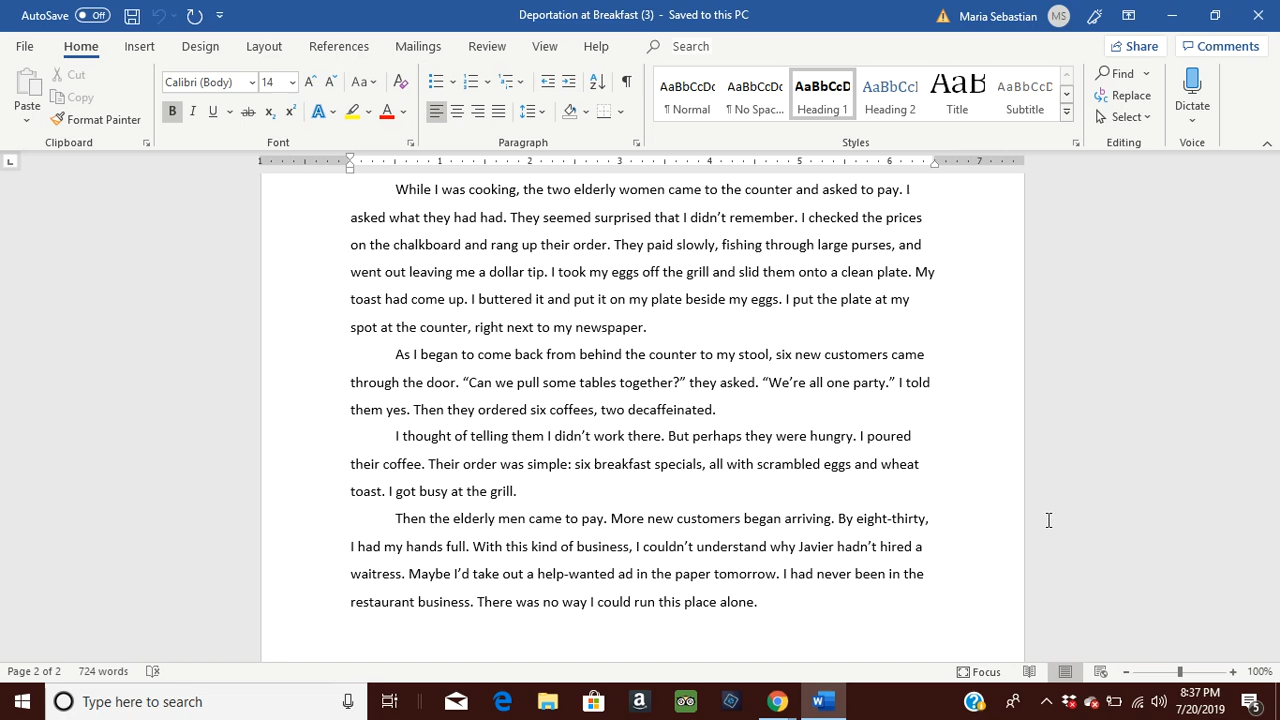 AutoSave Off Deportation at Breakfast (3) - Saved to this PC Maria Sebastian MS
File Home Insert Design Layout References Mailings Review View Help Search Share Comments
Paste Cut Copy Format Painter Clipboard
Calibri (Body) 14 Aa B I U ab x₂ x² A A A Font
Paragraph
AaBbCcDc ¶ Normal AaBbCcDc ¶ No Spac... AaBbCcD Heading 1 AaBbCcI Heading 2 AaB Title AaBbCcDc Subtitle Styles
Find Replace Select Editing
Dictate Voice
1 1 2 3 4 5 6 7
While I was cooking, the two elderly women came to the counter and asked to pay. I
asked what they had had. They seemed surprised that I didn’t remember. I checked the prices
on the chalkboard and rang up their order. They paid slowly, fishing through large purses, and
went out leaving me a dollar tip. I took my eggs off the grill and slid them onto a clean plate. My
toast had come up. I buttered it and put it on my plate beside my eggs. I put the plate at my
spot at the counter, right next to my newspaper.
As I began to come back from behind the counter to my stool, six new customers came
through the door. “Can we pull some tables together?” they asked. “We’re all one party.” I told
them yes. Then they ordered six coffees, two decaffeinated.
I thought of telling them I didn’t work there. But perhaps they were hungry. I poured
their coffee. Their order was simple: six breakfast specials, all with scrambled eggs and wheat
toast. I got busy at the grill.
Then the elderly men came to pay. More new customers began arriving. By eight-thirty,
I had my hands full. With this kind of business, I couldn’t understand why Javier hadn’t hired a
waitress. Maybe I’d take out a help-wanted ad in the paper tomorrow. I had never been in the
restaurant business. There was no way I could run this place alone.
Page 2 of 2 724 words Focus 100%
Type here to search 8:37 PM
7/20/2019 5